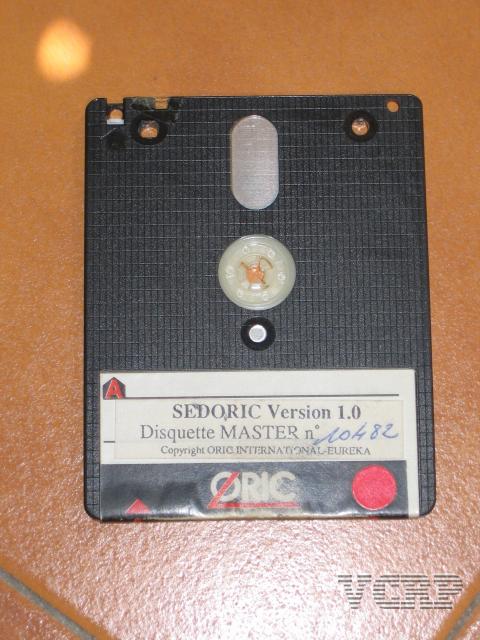 A
SEDORIC Version 1.0
Disquette MASTER n° 10482
Copyright ORIC INTERNATIONAL-EUREKA
ORIC
VCRP